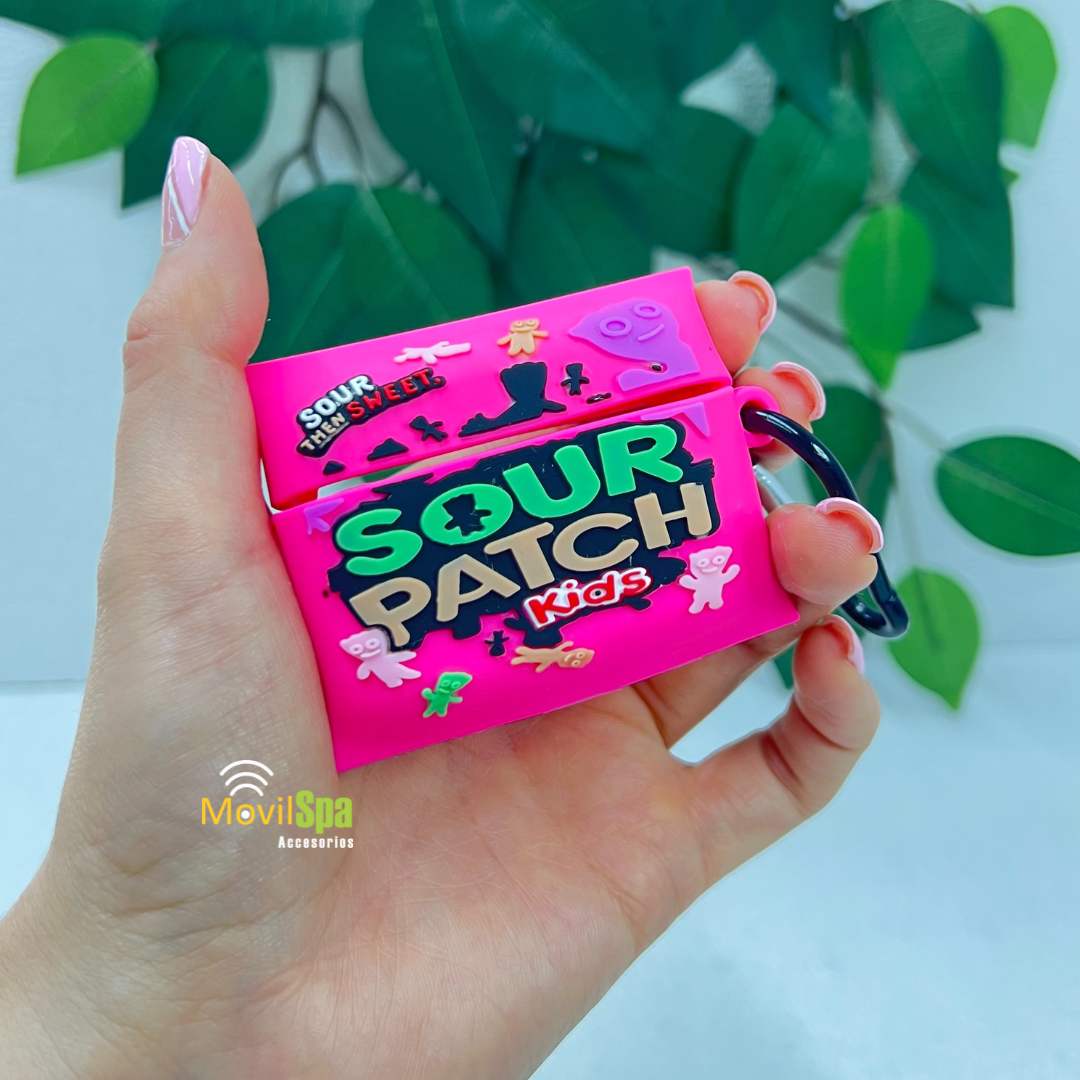 SOUR
THEN SWEET.
SOUR
PATCH
Kids
MovilSpa
Accesorios